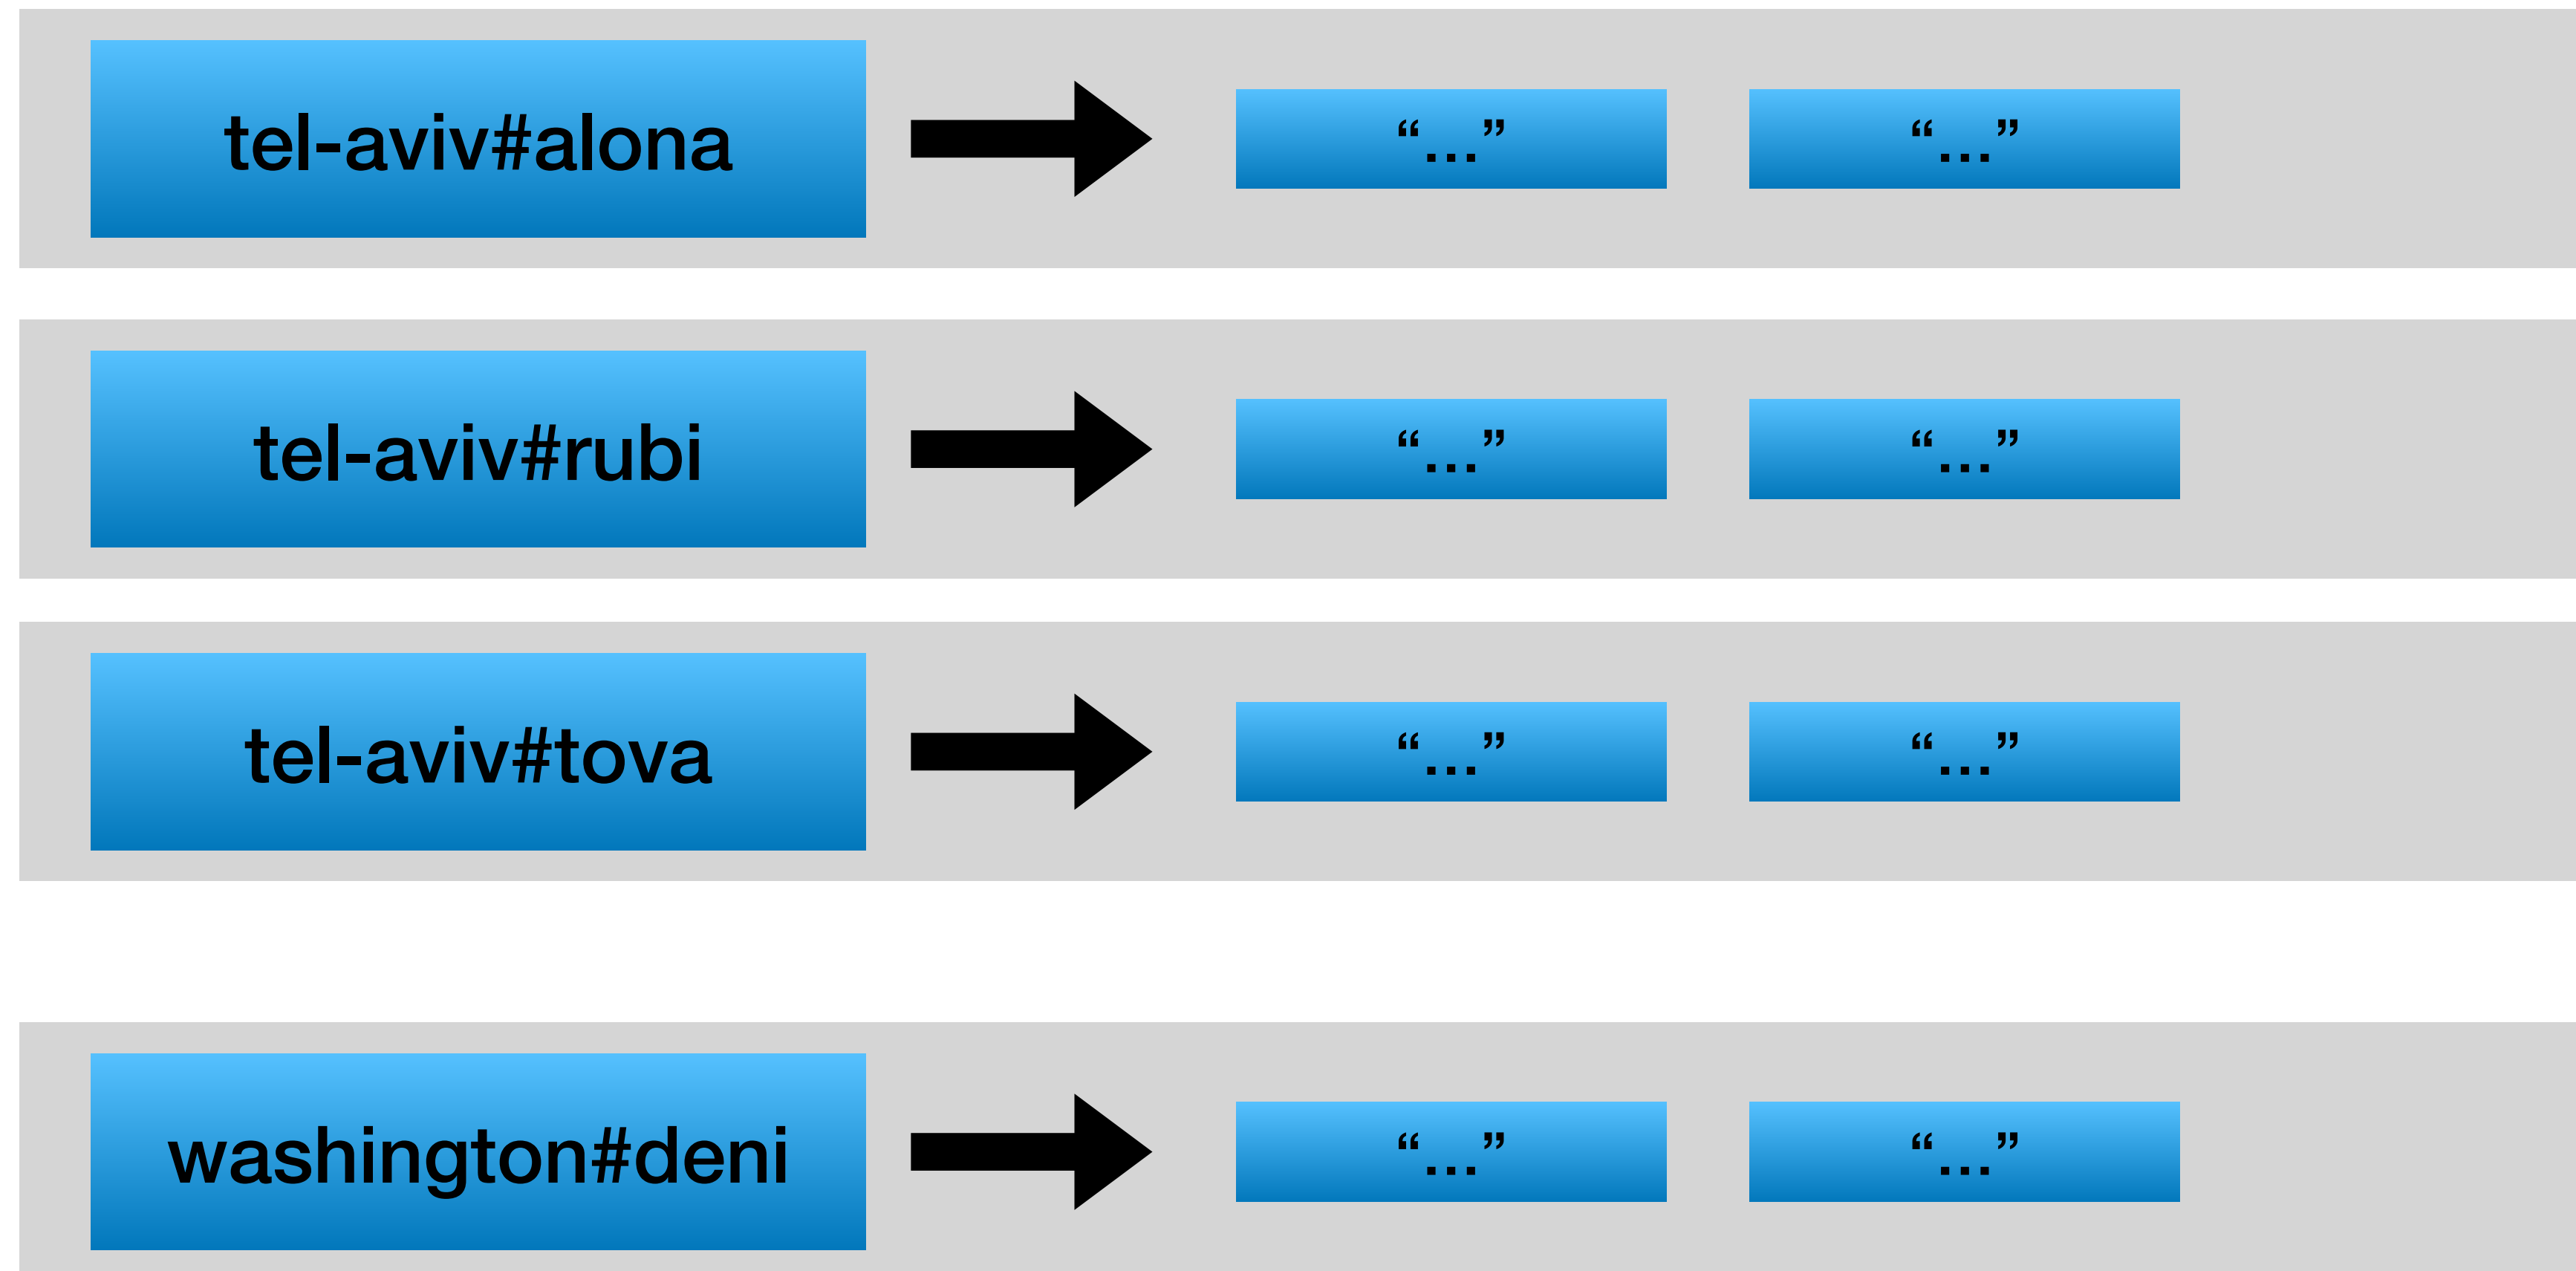 tel-aviv#alona “...” “...”
tel-aviv#rubi “...” “...”
tel-aviv#tova “...” “...”
washington#deni “...” “...”